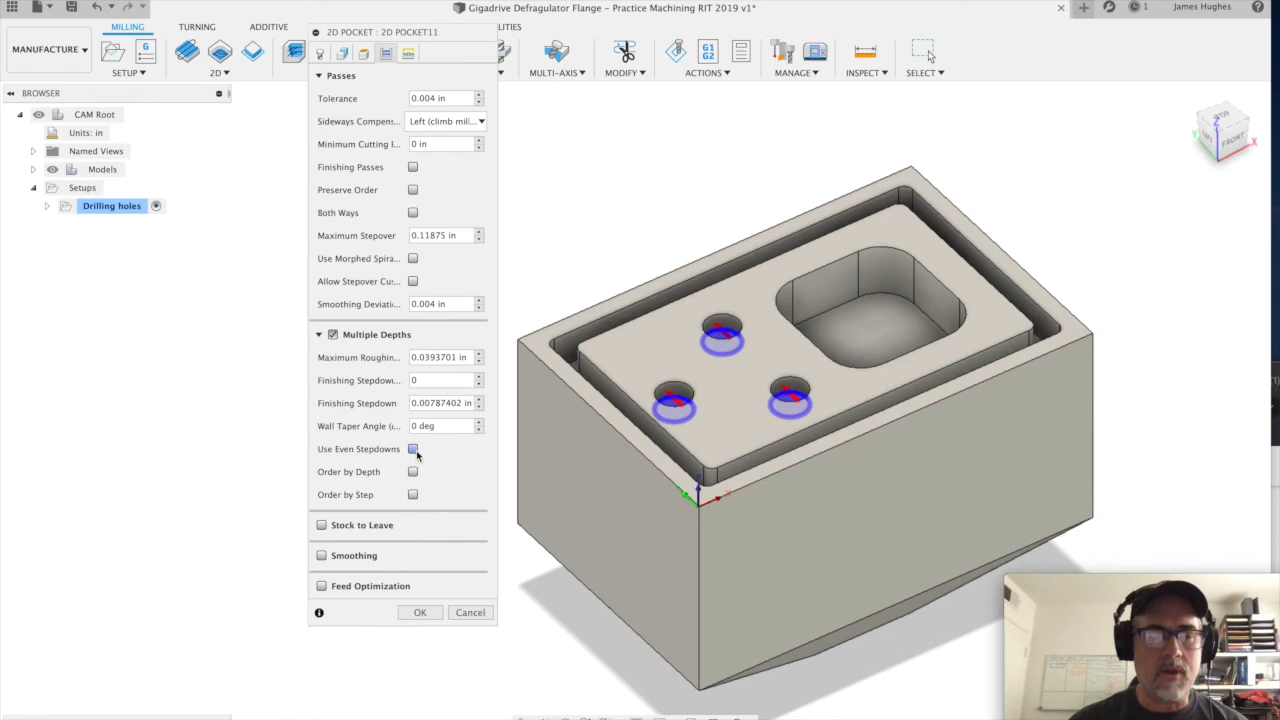 Gigadrive Defragulator Flange - Practice Machining RIT 2019 v1*
1
James Hughes
MILLING
TURNING
ADDITIVE
2D POCKET : 2D POCKET11
ILITIES
MANUFACTURE
G
G1
G2
SETUP
2D
MULTI-AXIS
MODIFY
ACTIONS
MANAGE
INSPECT
SELECT
BROWSER
CAM Root
Units: in
Named Views
Models
Setups
Drilling holes
Passes
Tolerance 0.004 in
Sideways Compens... Left (climb mill...
Minimum Cutting I... 0 in
Finishing Passes
Preserve Order
Both Ways
Maximum Stepover 0.11875 in
Use Morphed Spira...
Allow Stepover Cu...
Smoothing Deviati... 0.004 in
Multiple Depths
Maximum Roughin... 0.0393701 in
Finishing Stepdow... 0
Finishing Stepdown 0.00787402 in
Wall Taper Angle (c... 0 deg
Use Even Stepdowns
Order by Depth
Order by Step
Stock to Leave
Smoothing
Feed Optimization
OK
Cancel
Z
FRONT
X
Y
X